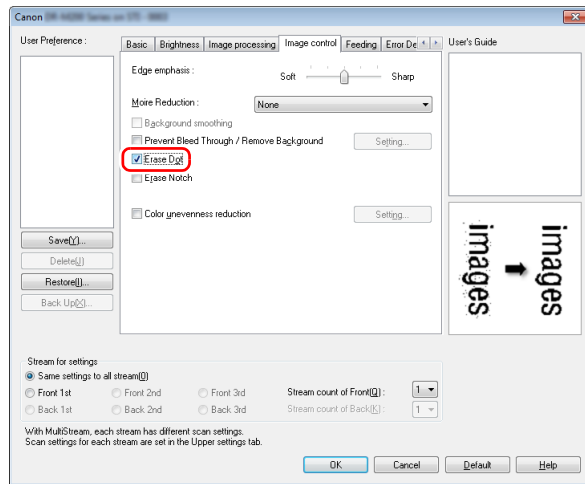 Canon
User Preference :
Basic Brightness Image processing Image control Feeding Error De
User's Guide
Edge emphasis :
Soft Sharp
Moire Reduction : None
Background smoothing
Prevent Bleed Through / Remove Background Setting...
Erase Dot
Erase Notch
Color unevenness reduction Setting...
Save(Y)...
Delete(J)
Restore(I)...
Back Up(X)...
images
images
Stream for settings
Same settings to all stream(0)
Front 1st Front 2nd Front 3rd Stream count of Front(Q) : 1
Back 1st Back 2nd Back 3rd Stream count of Back(K) : 1
With MultiStream, each stream has different scan settings.
Scan settings for each stream are set in the Upper settings tab.
OK Cancel Default Help